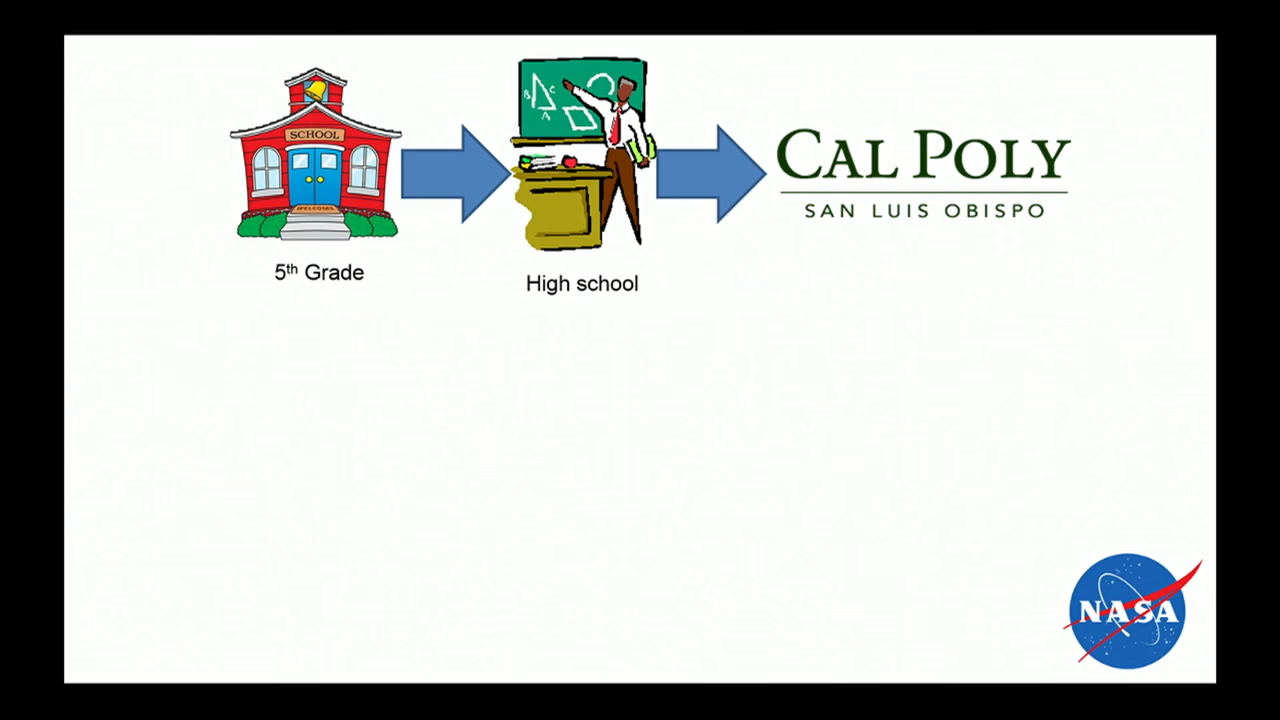 SCHOOL
WELCOME
B C
A
CAL POLY
SAN LUIS OBISPO
5th Grade
High school
NASA